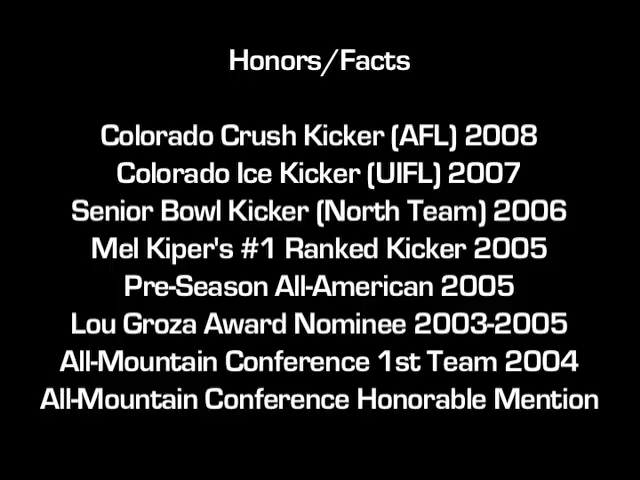 Honors/Facts
Colorado Crush Kicker (AFL) 2008
Colorado Ice Kicker (UIFL) 2007
Senior Bowl Kicker (North Team) 2006
Mel Kiper's #1 Ranked Kicker 2005
Pre-Season All-American 2005
Lou Groza Award Nominee 2003-2005
All-Mountain Conference 1st Team 2004
All-Mountain Conference Honorable Mention